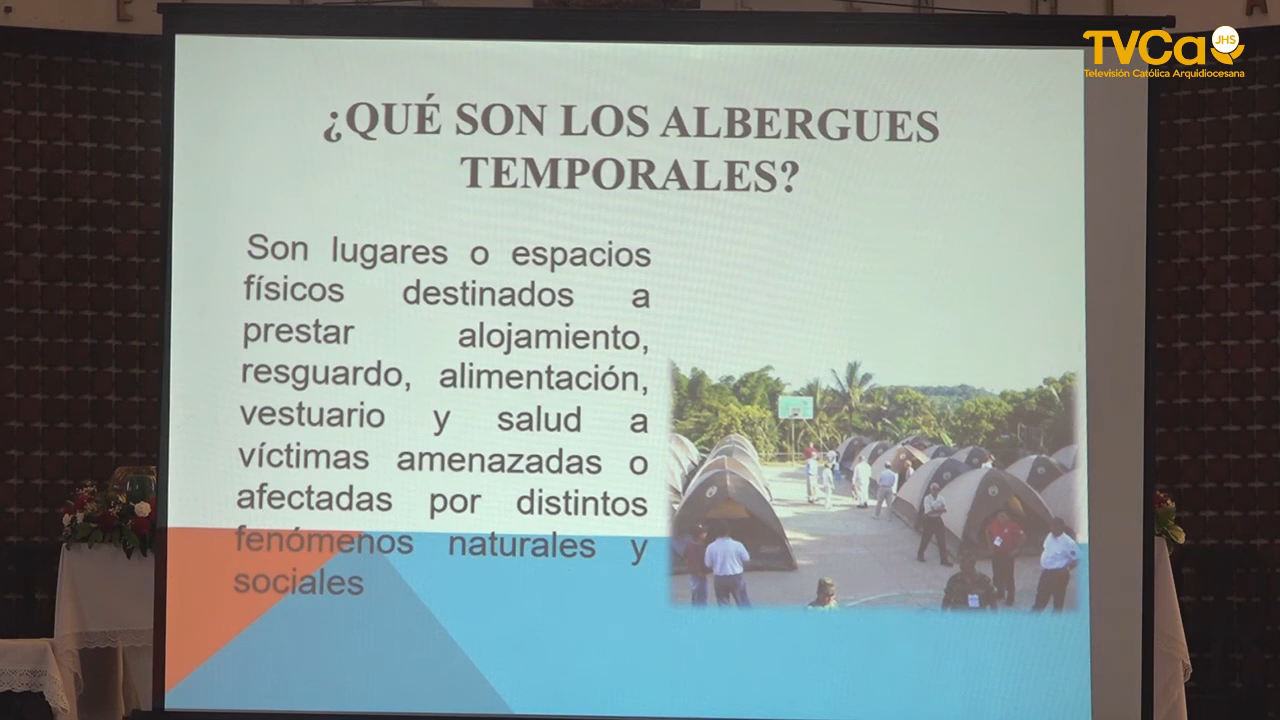 TVCa
JHS
Televisión Católica Arquidiocesana
¿QUÉ SON LOS ALBERGUES
TEMPORALES?
Son lugares o espacios
físicos destinados a
prestar alojamiento,
resguardo, alimentación,
vestuario y salud a
víctimas amenazadas o
afectadas por distintos
fenómenos naturales y
sociales